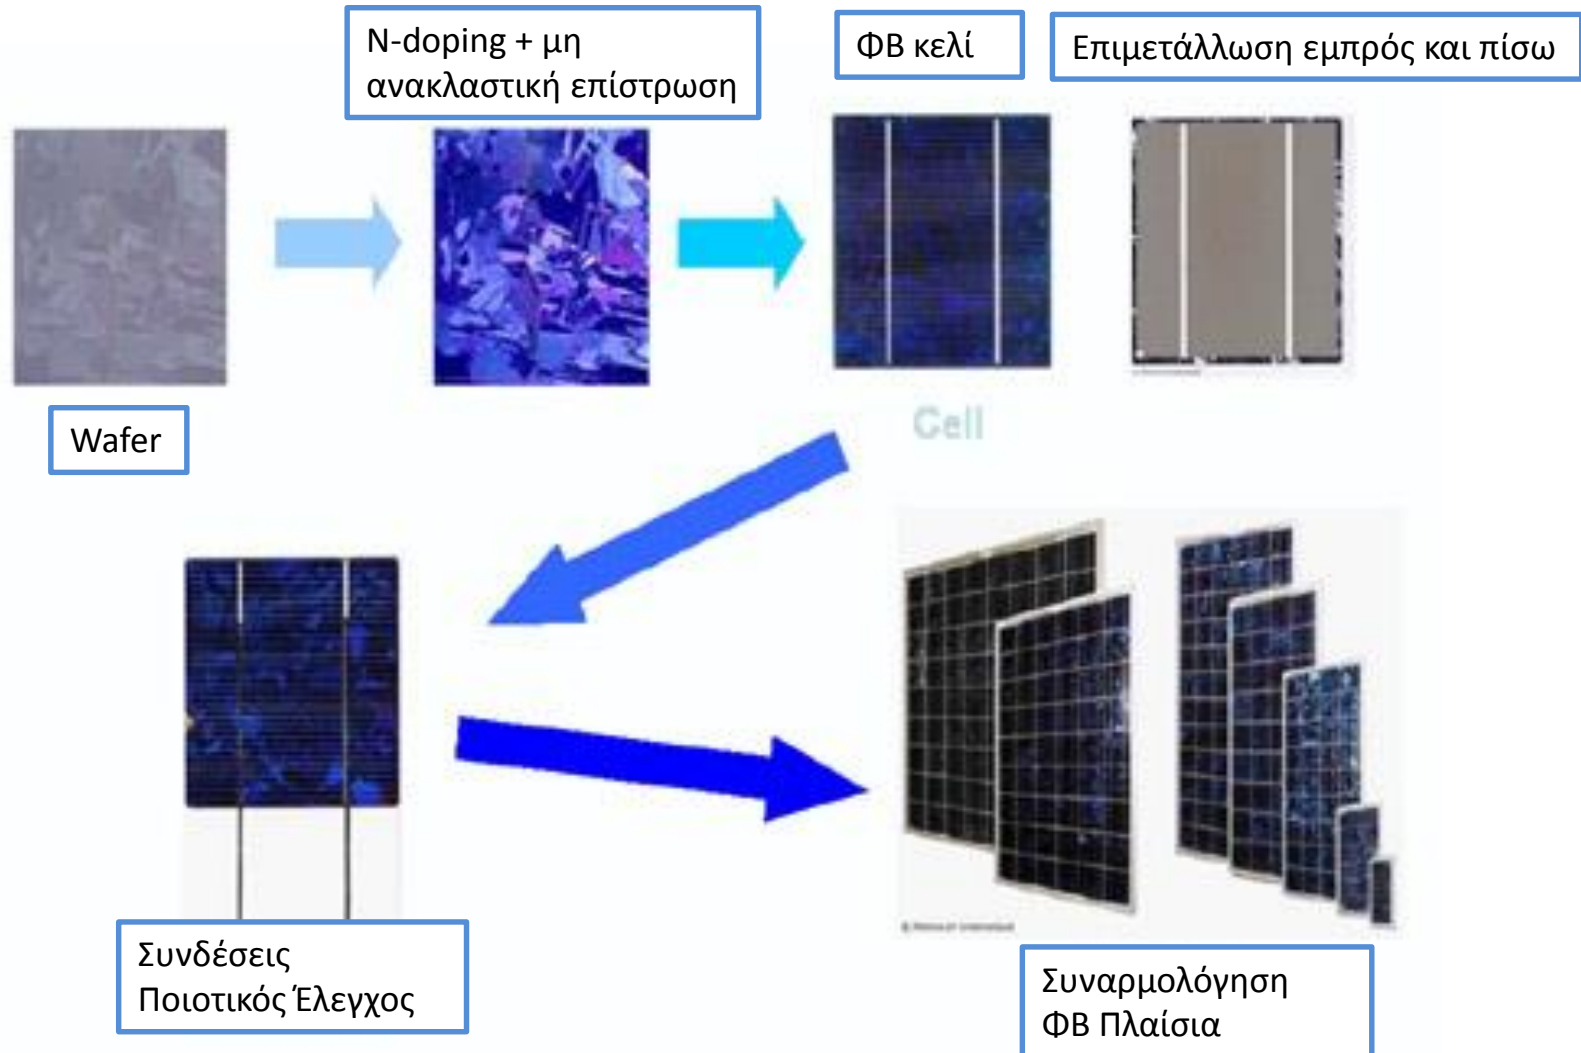 N-doping + μη
ανακλαστική επίστρωση
ΦΒ κελί
Επιμετάλλωση εμπρός και πίσω
Wafer
Cell
Συνδέσεις
Ποιοτικός Έλεγχος
Συναρμολόγηση
ΦΒ Πλαίσια